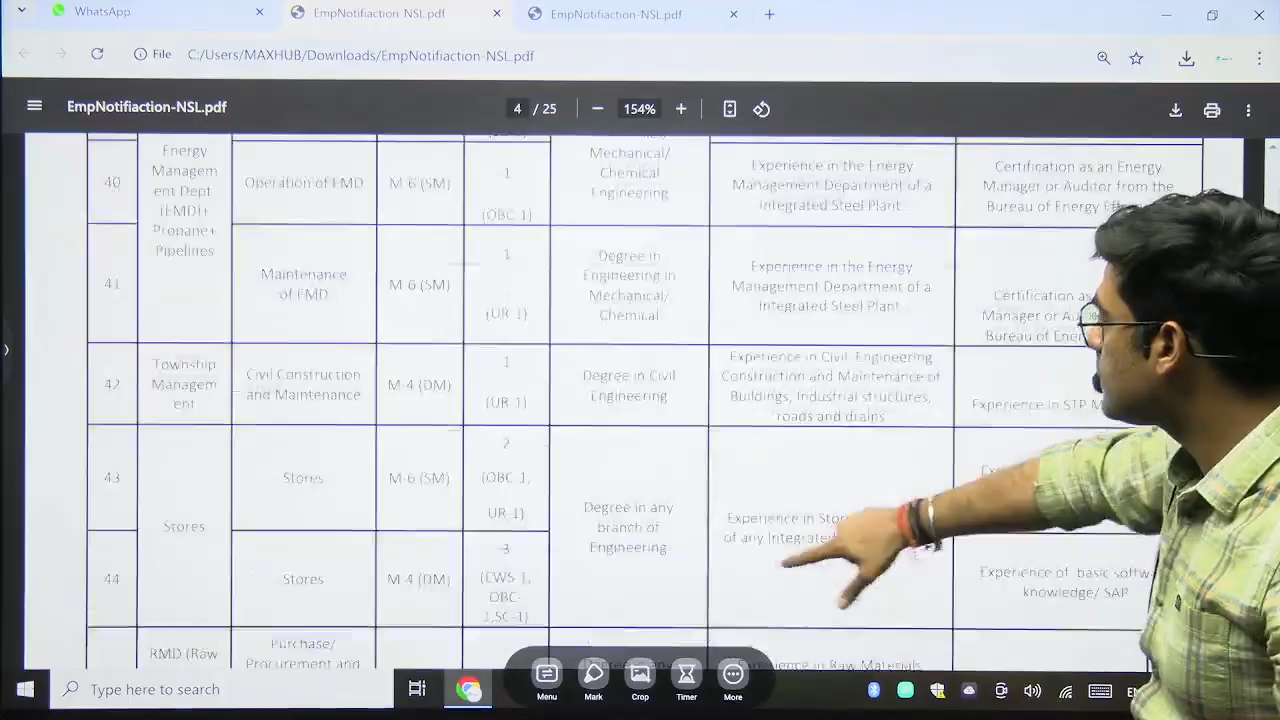 WhatsApp
EmpNotifiaction-NSL.pdf
EmpNotifiaction-NSL.pdf
File
C:/Users/MAXHUB/Downloads/EmpNotifiaction-NSL.pdf
EmpNotifiaction-NSL.pdf
4 / 25
154%
40
Energy
Managem
ent Dept
(EMD)+
Propane+
Pipelines
Operation of EMD
M-6 (SM)
1
(OBC-1)
Mechanical/
Chemical
Engineering
Experience in the Energy
Management Department of a
Integrated Steel Plant
Certification as an Energy
Manager or Auditor from the
Bureau of Energy
41
Maintenance
of EMD
M-6 (SM)
1
(UR-1)
Degree in
Engineering in
Mechanical/
Chemical
Experience in the Energy
Management Department of a
Integrated Steel Plant
Certification as
Manager or
Bureau of
42
Township
Managem
ent
Civil Construction
and Maintenance
M-4 (DM)
1
(UR-1)
Degree in Civil
Engineering
Experience in Civil Engineering
Construction and Maintenance of
Buildings, Industrial structures,
roads and drains
Experience in STP
43
Stores
Stores
M-6 (SM)
2
(OBC-1,
UR-1)
Degree in any
branch of
Engineering
Experience in
of any Integrated
44
Stores
M-4 (DM)
3
(EWS-1,
OBC-
1,SC-1)
Experience of basic
knowledge/ SAP
RMD (Raw
Purchase/
Procurement and
Experience in Raw Materials
Type here to search
Menu
Mark
Crop
Timer
More